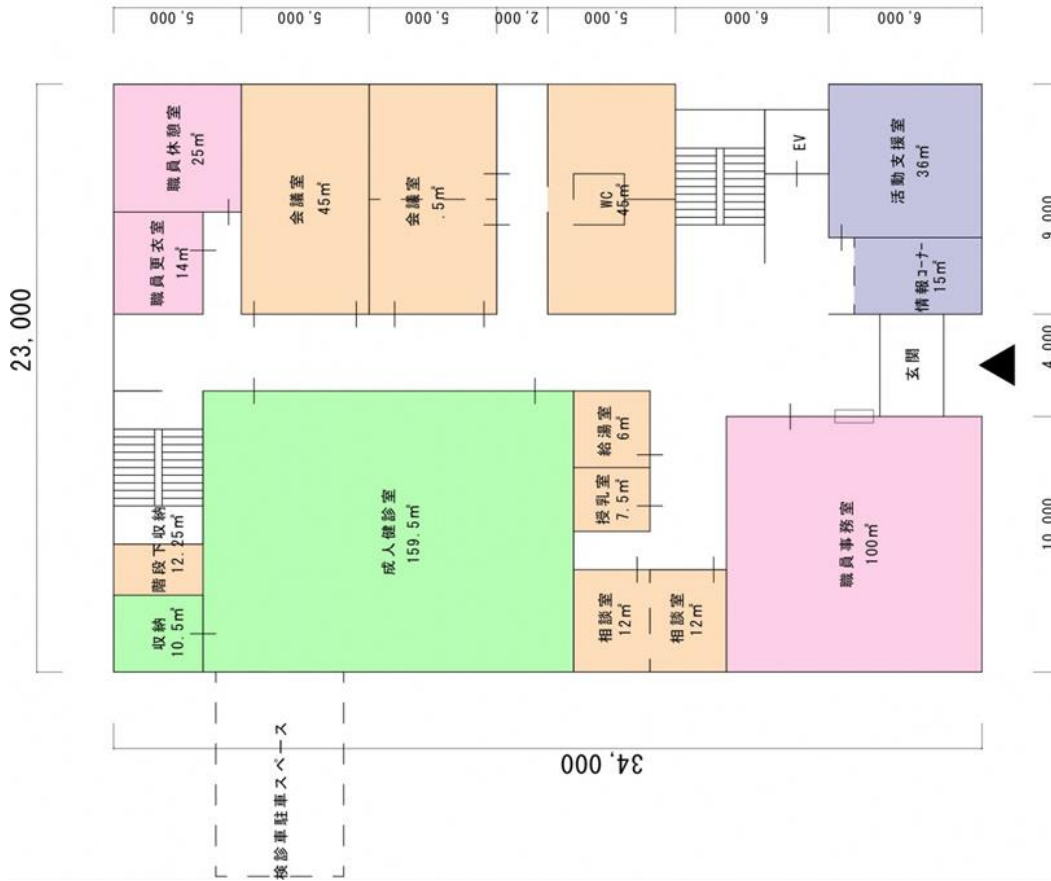 5,000
5,000
5,000
2,000
5,000
6,000
6,000
23,000
職員休憩室
25㎡
職員更衣室
14㎡
会議室
45㎡
会議室
.5㎡
WC
45㎡
EV
活動支援室
36㎡
情報コーナー
15㎡
9,000
4,000
10,000
玄関
階段下収納
12.25㎡
収納
10.5㎡
成人健診室
159.5㎡
給湯室
6㎡
授乳室
7.5㎡
相談室
12㎡
相談室
12㎡
職員事務室
100㎡
34,000
検診車駐車スペース